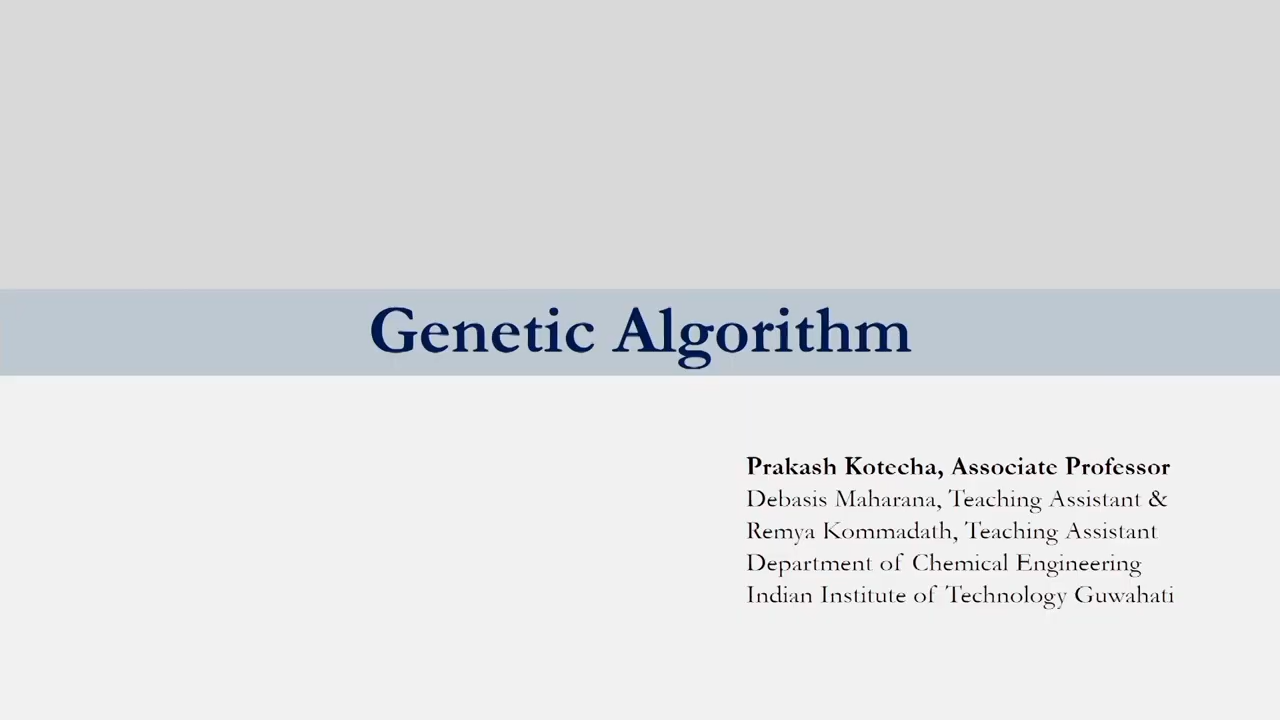 Genetic Algorithm
Prakash Kotecha, Associate Professor
Debasis Maharana, Teaching Assistant &
Remya Kommadath, Teaching Assistant
Department of Chemical Engineering
Indian Institute of Technology Guwahati